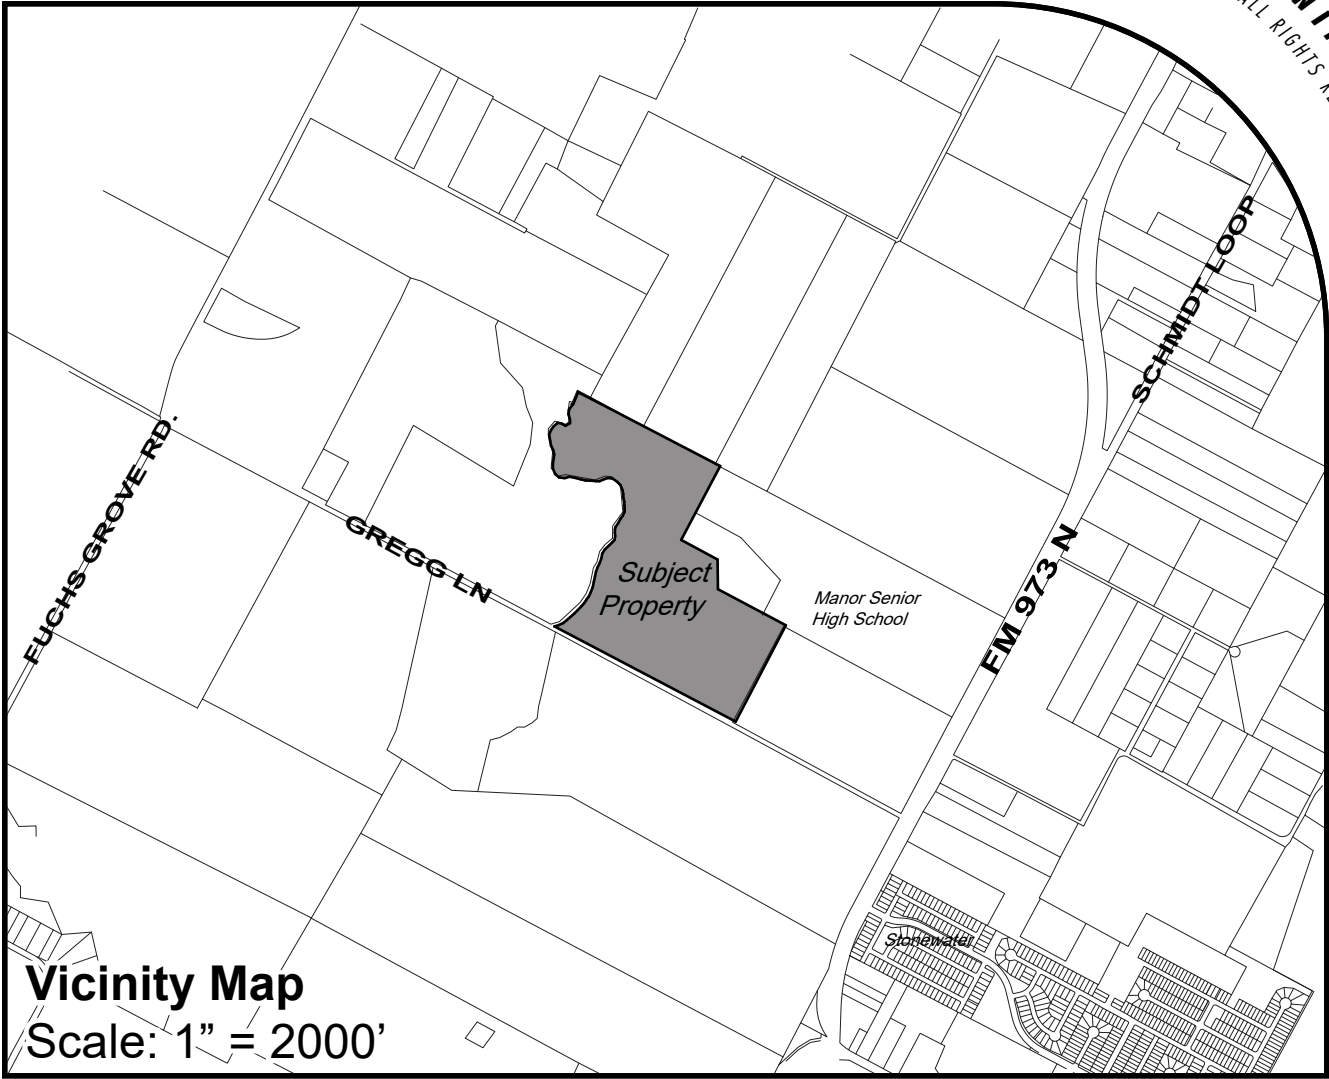 ALL RIGHTS
SCHMIDT LOOP
FUCHS GROVE RD.
GREGG LN
Subject
Property
Manor Senior
High School
FM 973 N
Stonewater
Vicinity Map
Scale: 1” = 2000’